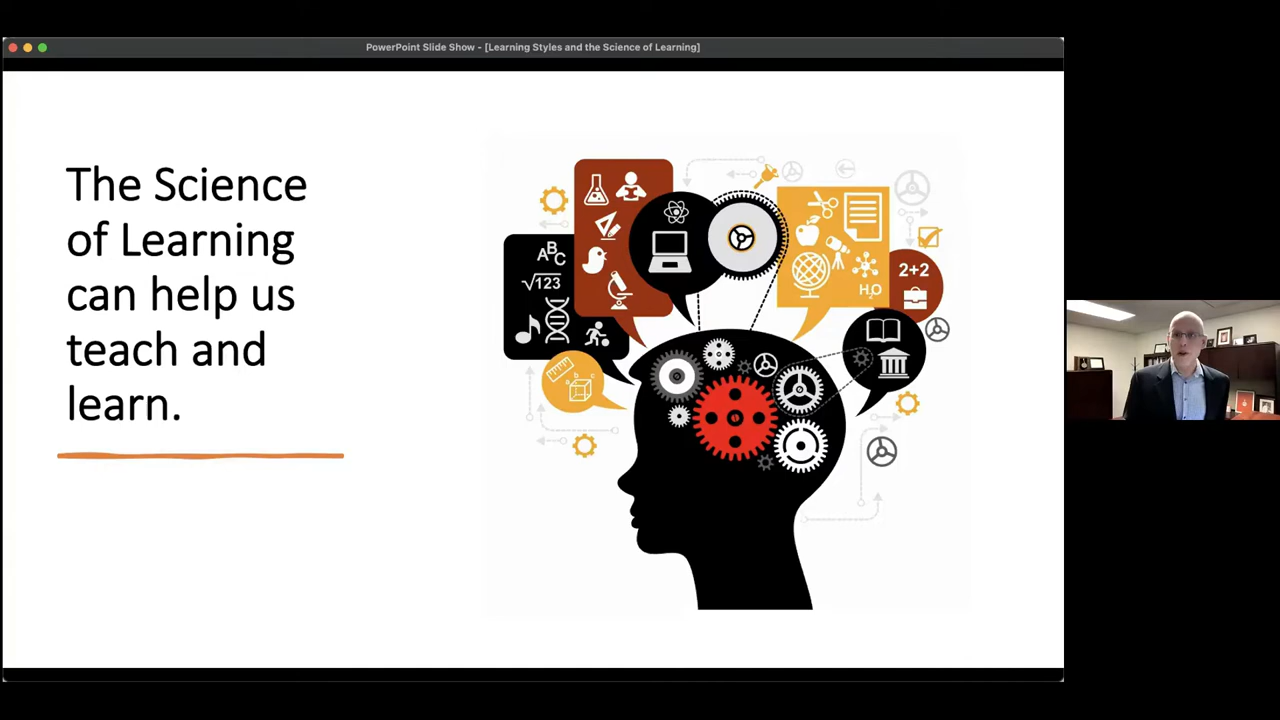 PowerPoint Slide Show - [Learning Styles and the Science of Learning]
The Science
of Learning
can help us
teach and
learn.
ABC
√123
a b c
2+2
H₂O